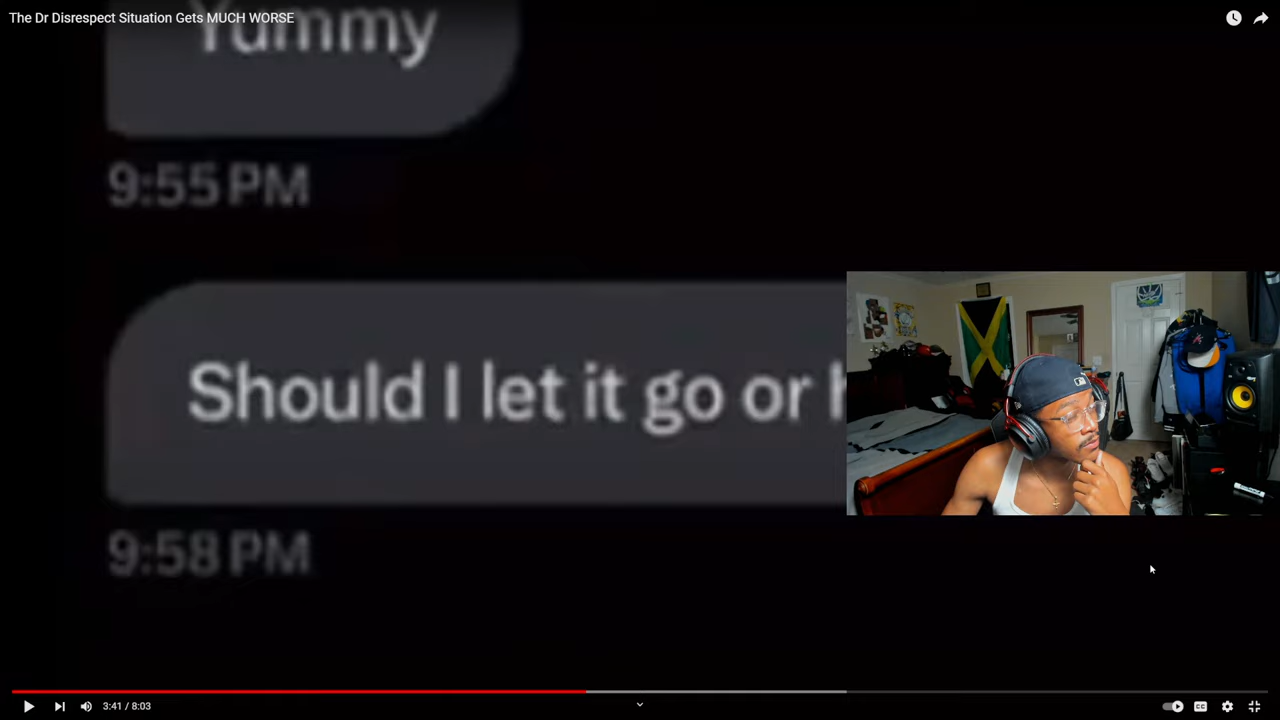 The Dr Disrespect Situation Gets MUCH WORSE
Yummy
9:55 PM
Should I let it go or
9:58 PM
3:41 / 8:03
CC